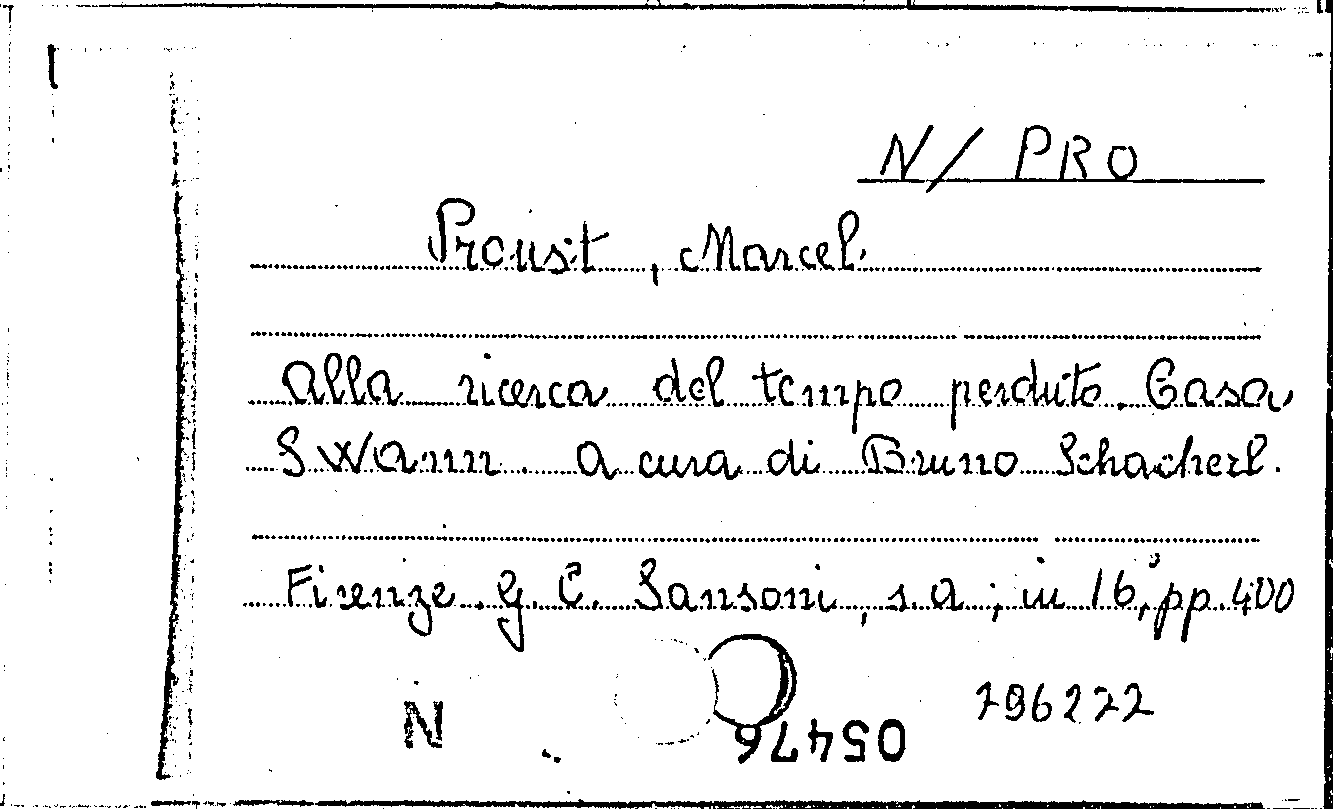 N/ PRO
Proust, Marcel.
Alla ricerca del tempo perduto. Casa
Swann. A cura di Bruno Schacherl.
Firenze. G. C. Sansoni, s.a; in 16°, pp. 400
296222
N
05476